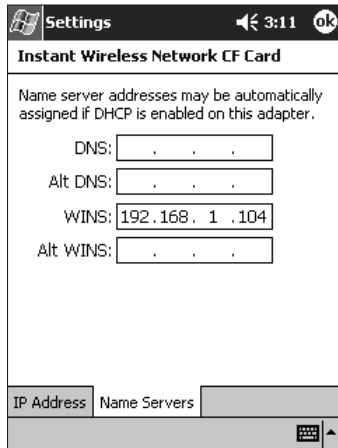 Settings 3:11 ok
Instant Wireless Network CF Card
Name server addresses may be automatically
assigned if DHCP is enabled on this adapter.
DNS: . . .
Alt DNS: . . .
WINS: 192.168. 1 .104
Alt WINS: . . .
IP Address Name Servers